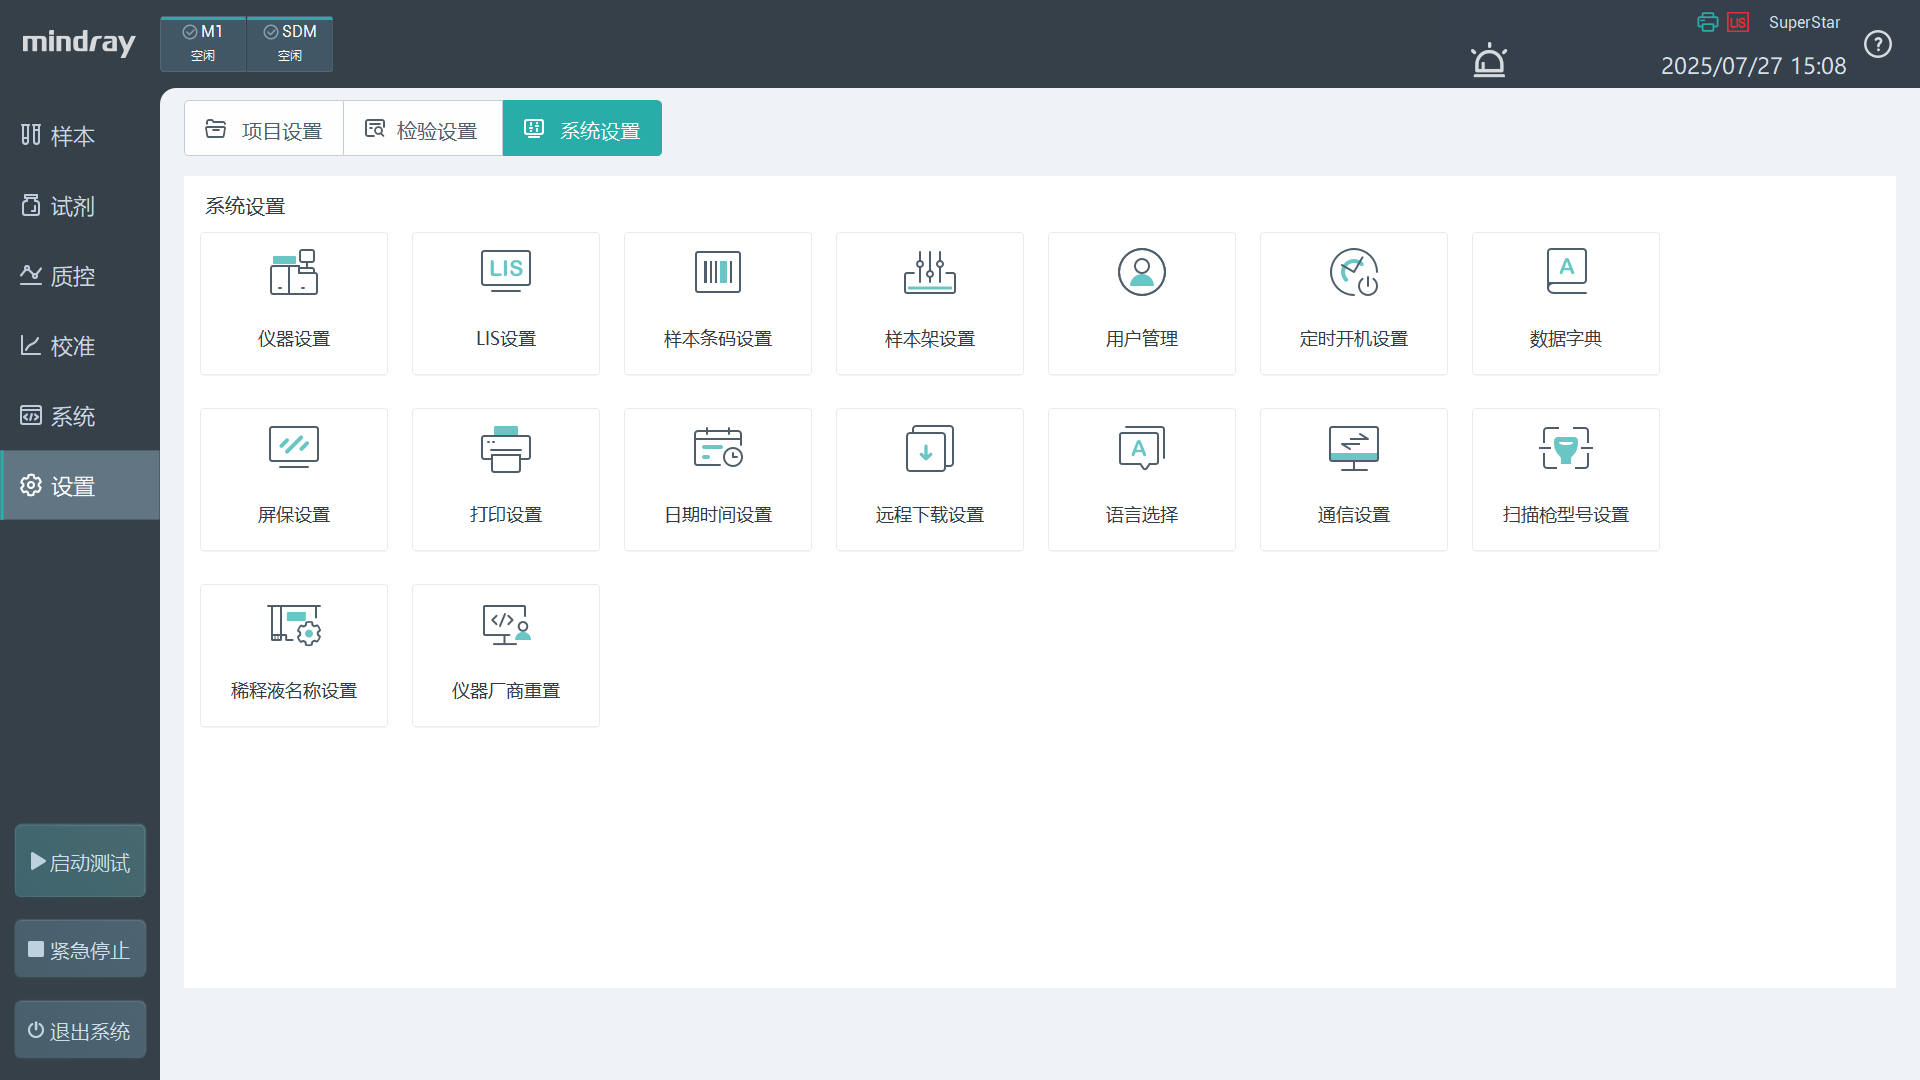 mindray
M1
空闲
SDM
空闲
LIS
SuperStar
2025/07/27 15:08
?
样本
试剂
质控
校准
系统
设置
启动测试
紧急停止
退出系统
项目设置
检验设置
系统设置
系统设置
LIS
A
仪器设置
LIS设置
样本条码设置
样本架设置
用户管理
定时开机设置
数据字典
A
屏保设置
打印设置
日期时间设置
远程下载设置
语言选择
通信设置
扫描枪型号设置
</>
稀释液名称设置
仪器厂商重置